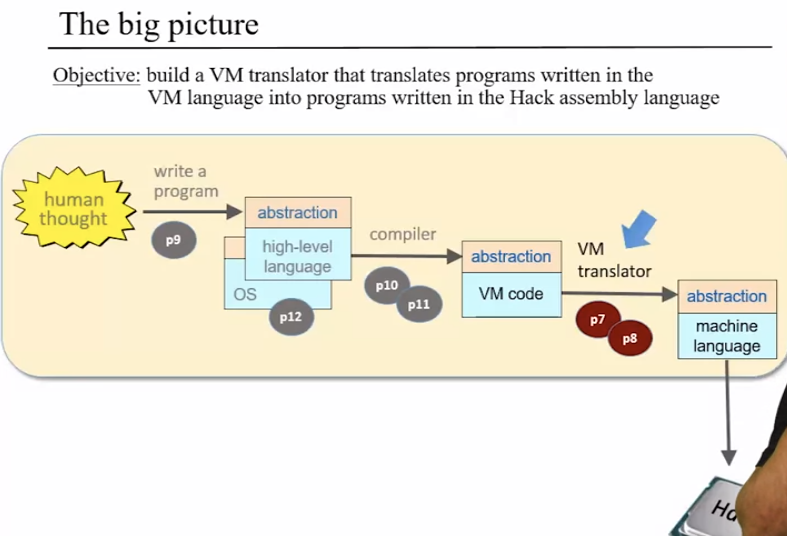 The big picture
Objective: build a VM translator that translates programs written in the
VM language into programs written in the Hack assembly language
human
thought
write a
program
p9
abstraction
high-level
language
OS
p12
compiler
p10
p11
abstraction
VM code
VM
translator
p7
p8
abstraction
machine
language